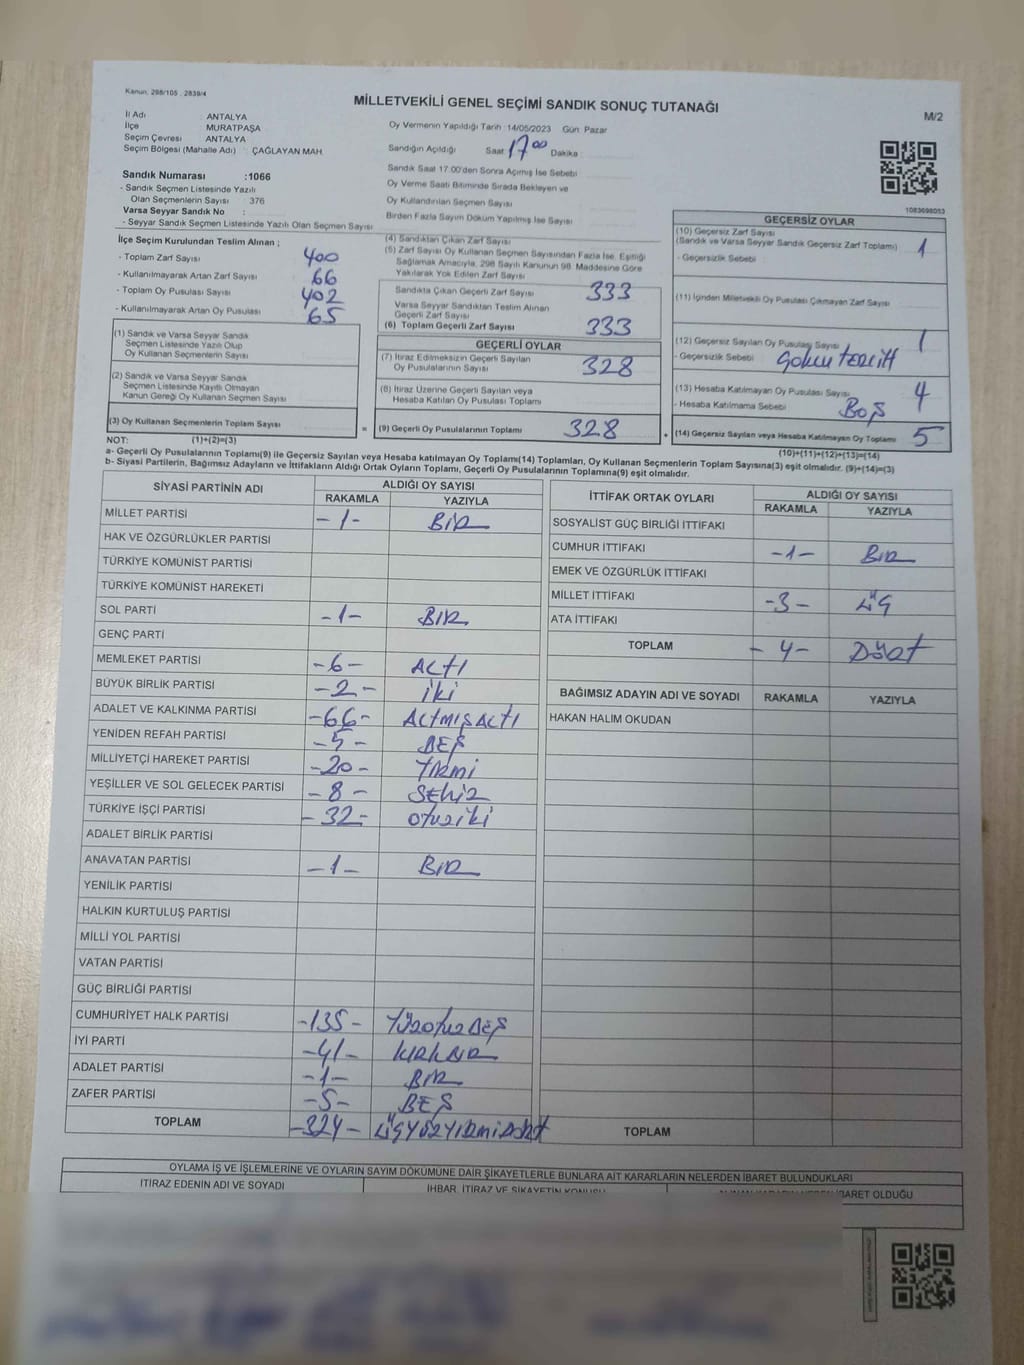 Kanun. 298/105 . 2839/4
MİLLETVEKİLİ GENEL SEÇİMİ SANDIK SONUÇ TUTANAĞI
M/2
İl Adı : ANTALYA
İlçe MURATPAŞA
Seçim Çevresi : ANTALYA
Seçim Bölgesi (Mahalle Adı) : ÇAĞLAYAN MAH.
Oy Vermenin Yapıldığı Tarih :14/05/2023 Gün: Pazar
Sandığın Açıldığı Saat 17 00 Dakika :
Sandık Saat 17.00'den Sonra Açımış İse Sebebi
Oy Verme Saati Bitiminde Sırada Bekleyen ve
Oy Kullandırılan Seçmen Sayısı
Birden Fazla Sayım Döküm Yapılmış İse Sayısı
1083698053
Sandık Numarası :1066
- Sandık Seçmen Listesinde Yazılı
Olan Seçmenlerin Sayısı : 376
Varsa Seyyar Sandık No :
- Seyyar Sandık Seçmen Listesinde Yazılı Olan Seçmen Sayısı
İlçe Seçim Kurulundan Teslim Alınan ;
- Toplam Zarf Sayısı : 400
- Kullanılmayarak Artan Zarf Sayısı : 66
- Toplam Oy Pusulası Sayısı : 402
- Kullanılmayarak Artan Oy Pusulası : 65
(1) Sandık ve Varsa Seyyar Sandık
Seçmen Listesinde Yazılı Olup
Oy Kullanan Seçmenlerin Sayısı
(2) Sandık ve Varsa Seyyar Sandık
Seçmen Listesinde Kayıtlı Olmayan
Kanun Gereği Oy Kullanan Seçmen Sayısı
(3) Oy Kullanan Seçmenlerin Toplam Sayısı
(4) Sandıktan Çıkan Zarf Sayısı
(5) Zarf Sayısı Oy Kullanan Seçmen Sayısından Fazla İse, Eşitliği
Sağlamak Amacıyla, 298 Sayılı Kanunun 98. Maddesine Göre
Yakılarak Yok Edilen Zarf Sayısı
Sandıkta Çıkan Geçerli Zarf Sayısı 333
Varsa Seyyar Sandıktan Teslim Alınan
Geçerli Zarf Sayısı
(6) Toplam Geçerli Zarf Sayısı 333
GEÇERLİ OYLAR
(7) İtiraz Edilmeksizin Geçerli Sayılan
Oy Pusulalarının Sayısı 328
(8) İtiraz Üzerine Geçerli Sayılan veya
Hesaba Katılan Oy Pusulası Toplamı
= (9) Geçerli Oy Pusulalarının Toplamı 328
GEÇERSİZ OYLAR
(10) Geçersiz Zarf Sayısı
(Sandık ve Varsa Seyyar Sandık Geçersiz Zarf Toplamı) 1
- Geçersizlik Sebebi :
(11) İçinden Milletvekili Oy Pusulası Çıkmayan Zarf Sayısı
(12) Geçersiz Sayılan Oy Pusulası Sayısı 1
- Geçersizlik Sebebi :
(13) Hesaba Katılmayan Oy Pusulası Sayısı 4
- Hesaba Katılmama Sebebi BOŞ
+ (14) Geçersiz Sayılan veya Hesaba Katılmayan Oy Toplamı 5
NOT: (1)+(2)=(3)
(10)+(11)+(12)+(13)=(14)
a- Geçerli Oy Pusulalarının Toplamı(9) ile Geçersiz Sayılan veya Hesaba katılmayan Oy Toplamı(14) Toplamları, Oy Kullanan Seçmenlerin Toplam Sayısına(3) eşit olmalıdır. (9)+(14)=(3)
b- Siyasi Partilerin, Bağımsız Adayların ve İttifakların Aldığı Ortak Oyların Toplamı, Geçerli Oy Pusulalarının Toplamına(9) eşit olmalıdır.
SİYASİ PARTİNİN ADI ALDIĞI OY SAYISI
RAKAMLA YAZIYLA
MİLLET PARTİSİ -1- BİR
HAK VE ÖZGÜRLÜKLER PARTİSİ
TÜRKİYE KOMÜNİST PARTİSİ
TÜRKİYE KOMÜNİST HAREKETİ
SOL PARTİ -1- BİR
GENÇ PARTİ
MEMLEKET PARTİSİ -6- ALTI
BÜYÜK BİRLİK PARTİSİ -2- iki
ADALET VE KALKINMA PARTİSİ -66- ALTMIŞALTI
YENİDEN REFAH PARTİSİ -5- BEŞ
MİLLİYETÇİ HAREKET PARTİSİ -20- YİRMİ
YEŞİLLER VE SOL GELECEK PARTİSİ -8- SEKİZ
TÜRKİYE İŞÇİ PARTİSİ -32- otuziki
ADALET BİRLİK PARTİSİ
ANAVATAN PARTİSİ -1- BİR
YENİLİK PARTİSİ
HALKIN KURTULUŞ PARTİSİ
MİLLİ YOL PARTİSİ
VATAN PARTİSİ
GÜÇ BİRLİĞİ PARTİSİ
CUMHURİYET HALK PARTİSİ -135- YÜZOTUZBEŞ
İYİ PARTİ -41- KIRKBİR
ADALET PARTİSİ -1- BİR
ZAFER PARTİSİ -5- BEŞ
TOPLAM -324- ÜÇYÜZYİRMİDÖRT
İTTİFAK ORTAK OYLARI ALDIĞI OY SAYISI
RAKAMLA YAZIYLA
SOSYALİST GÜÇ BİRLİĞİ İTTİFAKI
CUMHUR İTTİFAKI -1- BİR
EMEK VE ÖZGÜRLÜK İTTİFAKI
MİLLET İTTİFAKI -3- ÜÇ
ATA İTTİFAKI
TOPLAM -4- DÖRT
BAĞIMSIZ ADAYIN ADI VE SOYADI RAKAMLA YAZIYLA
HAKAN HALIM OKUDAN
TOPLAM
OYLAMA İŞ VE İŞLEMLERİNE VE OYLARIN SAYIM DÖKÜMÜNE DAİR ŞİKAYETLERLE BUNLARA AİT KARARLARIN NELERDEN İBARET BULUNDUKLARI
İTİRAZ EDENİN ADI VE SOYADI
İHBAR, İTİRAZ VE ŞİKAYETİN KONUSU
İBARET OLDUĞU